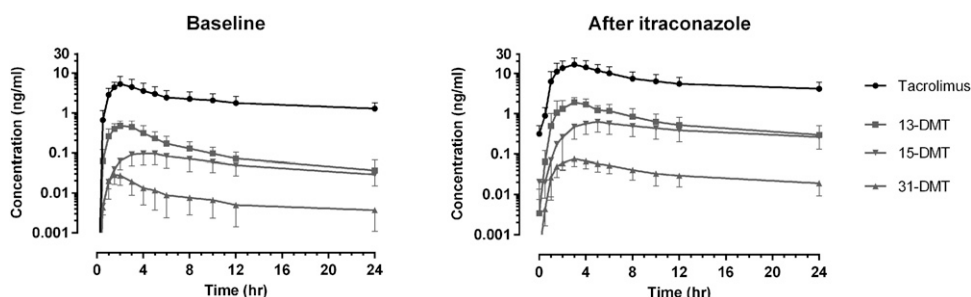 Baseline
After itraconazole
Concentration (ng/ml)
30
10
1
0.1
0.01
0.001
0 4 8 12 16 20 24
Time (hr)
Concentration (ng/ml)
30
10
1
0.1
0.01
0.001
0 4 8 12 16 20 24
Time (hr)
Tacrolimus
13-DMT
15-DMT
31-DMT